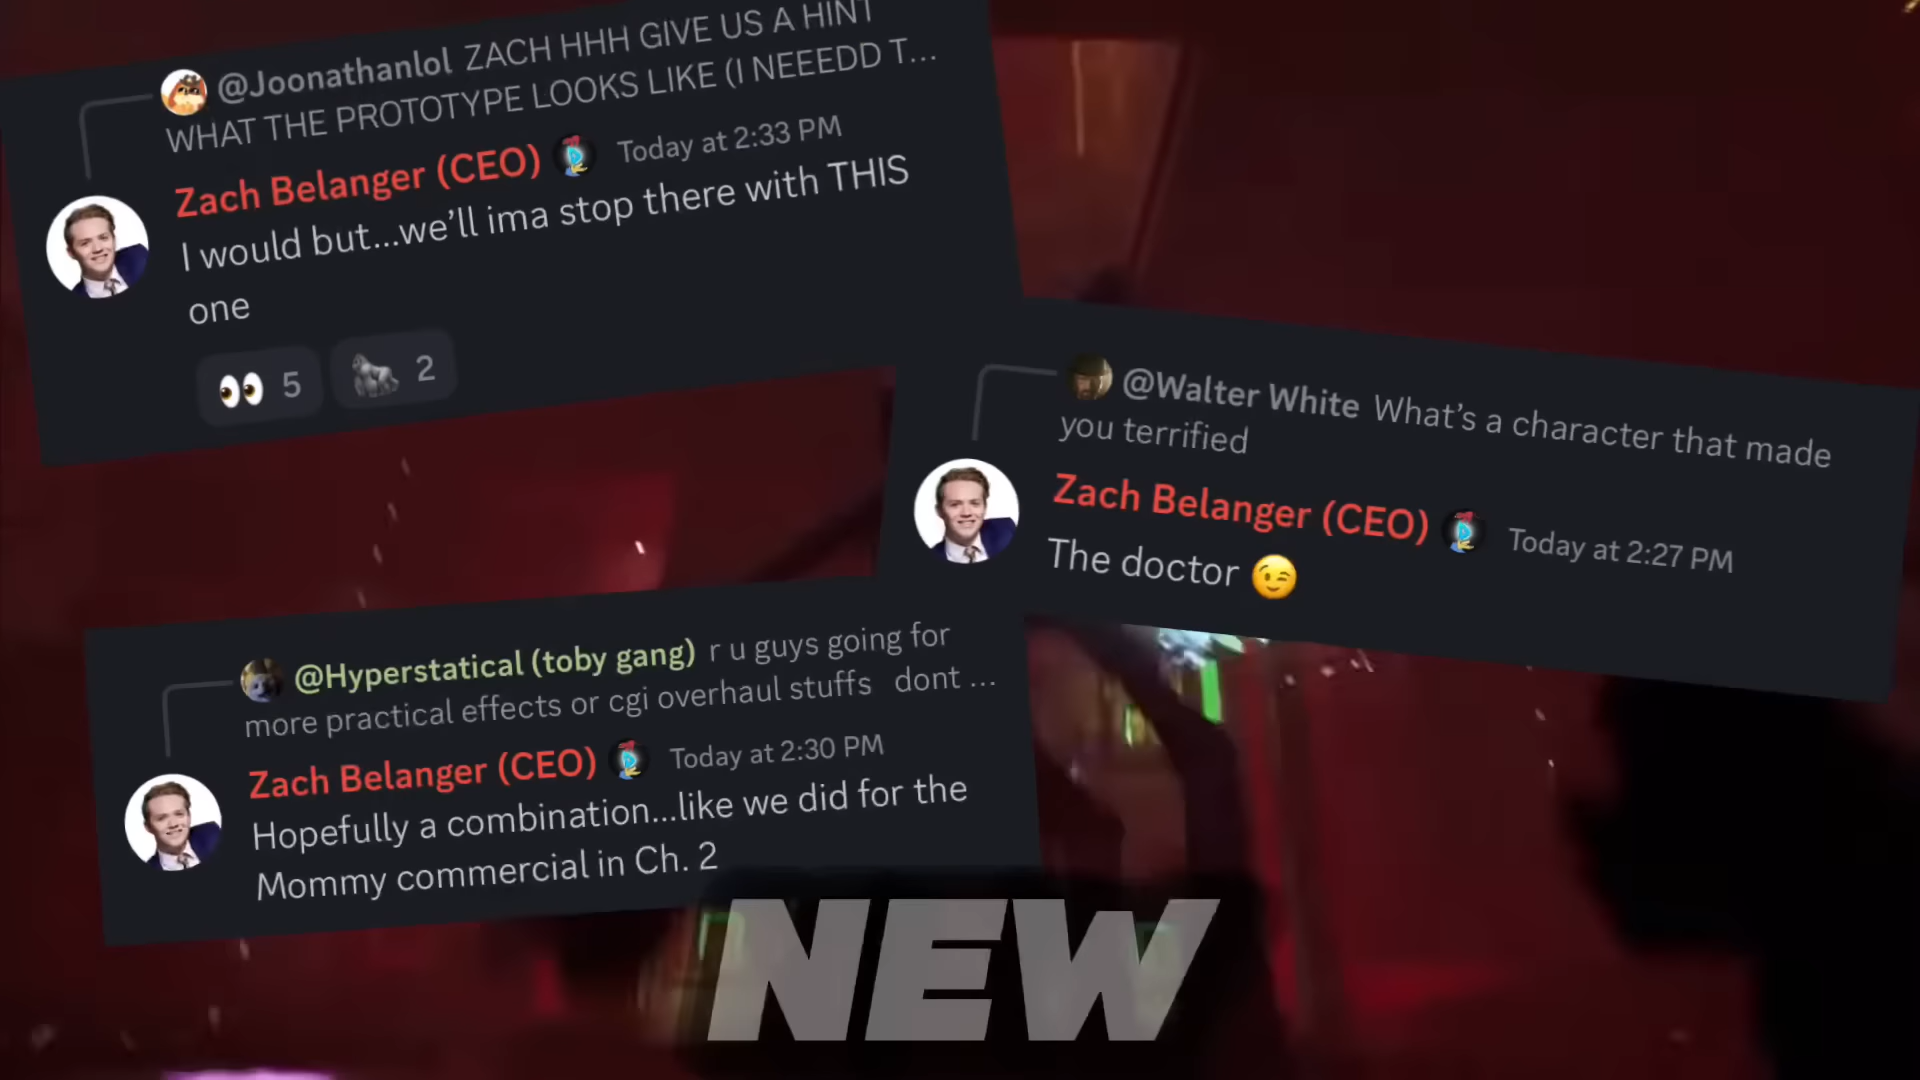 @Joonathanlol ZACH HHH GIVE US A HINT
WHAT THE PROTOTYPE LOOKS LIKE (I NEEEDD T...
Zach Belanger (CEO) Today at 2:33 PM
I would but...we'll ima stop there with THIS
one
👀 5 🦍 2
@Walter White What's a character that made
you terrified
Zach Belanger (CEO) Today at 2:27 PM
The doctor 😉
@Hyperstatical (toby gang) r u guys going for
more practical effects or cgi overhaul stuffs dont ...
Zach Belanger (CEO) Today at 2:30 PM
Hopefully a combination...like we did for the
Mommy commercial in Ch. 2
NEW